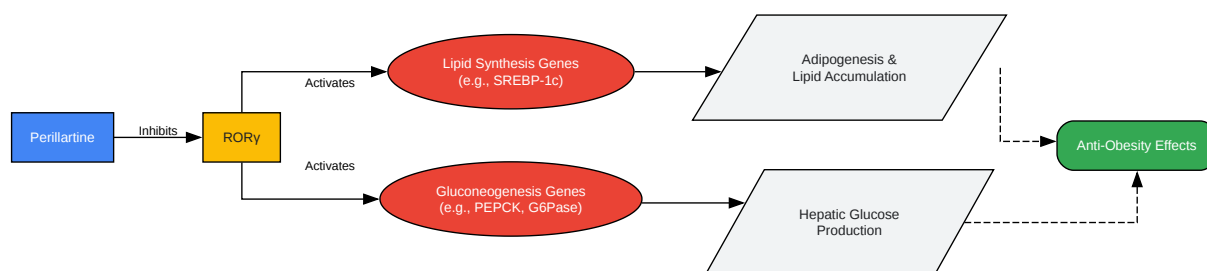 Lipid Synthesis Genes
(e.g., SREBP-1c)
Adipogenesis &
Lipid Accumulation
Activates
Perillartine
Inhibits
RORγ
Anti-Obesity Effects
Activates
Gluconeogenesis Genes
(e.g., PEPCK, G6Pase)
Hepatic Glucose
Production